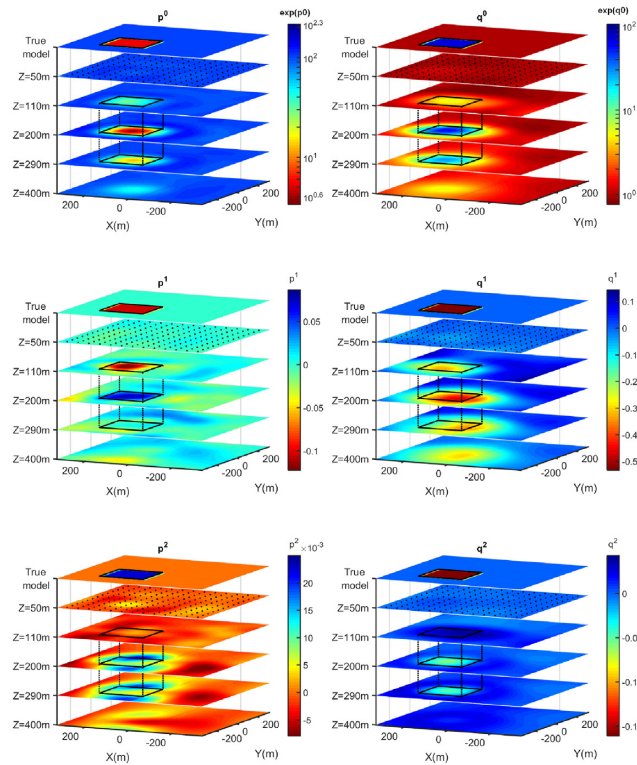 p⁰
exp(p0)
True
model
Z=50m
Z=110m
Z=200m
Z=290m
Z=400m
10^2.3
10^2
10^1
10^0.6
200
0
-200
X(m)
-200
0
200
Y(m)
q⁰
exp(q0)
True
model
Z=50m
Z=110m
Z=200m
Z=290m
Z=400m
10²
10¹
10⁰
200
0
-200
X(m)
-200
0
200
Y(m)
p¹
p¹
True
model
Z=50m
Z=110m
Z=200m
Z=290m
Z=400m
0.05
0
-0.05
-0.1
200
0
-200
X(m)
-200
0
200
Y(m)
q¹
q¹
True
model
Z=50m
Z=110m
Z=200m
Z=290m
Z=400m
0.1
0
-0.1
-0.2
-0.3
-0.4
-0.5
200
0
-200
X(m)
-200
0
200
Y(m)
p²
p² ×10⁻³
True
model
Z=50m
Z=110m
Z=200m
Z=290m
Z=400m
20
15
10
5
0
-5
200
0
-200
X(m)
-200
0
200
Y(m)
q²
q²
True
model
Z=50m
Z=110m
Z=200m
Z=290m
Z=400m
0
-0.
-0.1
200
0
-200
X(m)
-200
0
200
Y(m)